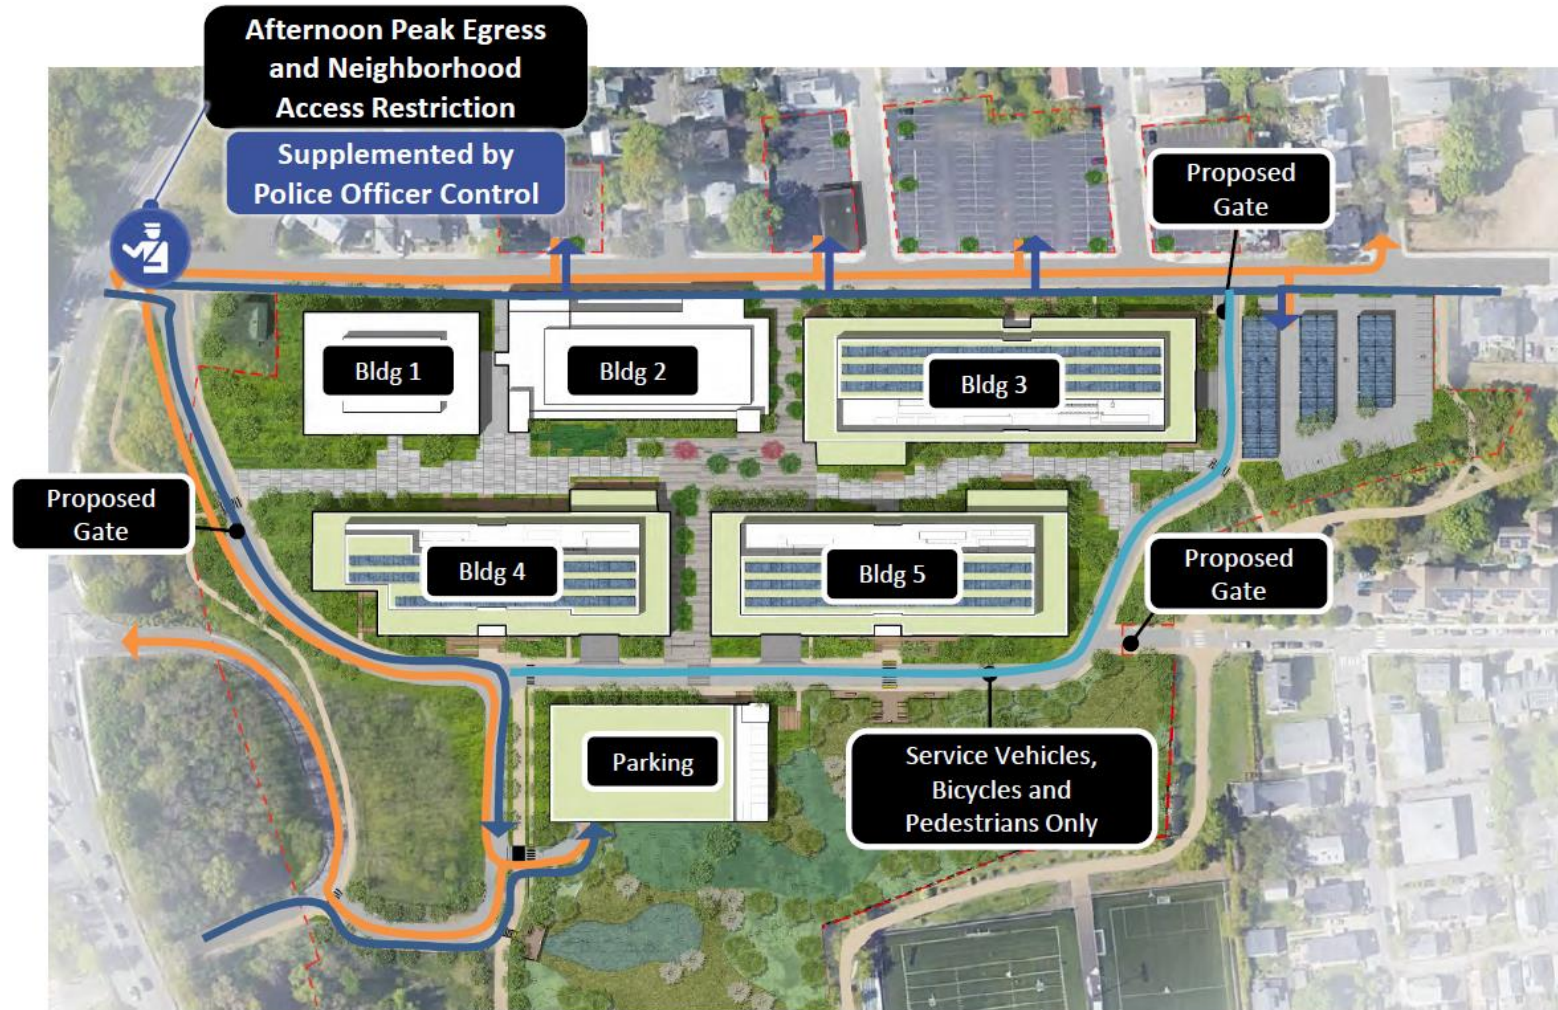 Afternoon Peak Egress
and Neighborhood
Access Restriction
Supplemented by
Police Officer Control
Proposed
Gate
Bldg 1
Bldg 2
Bldg 3
Proposed
Gate
Bldg 4
Bldg 5
Proposed
Gate
Parking
Service Vehicles,
Bicycles and
Pedestrians Only